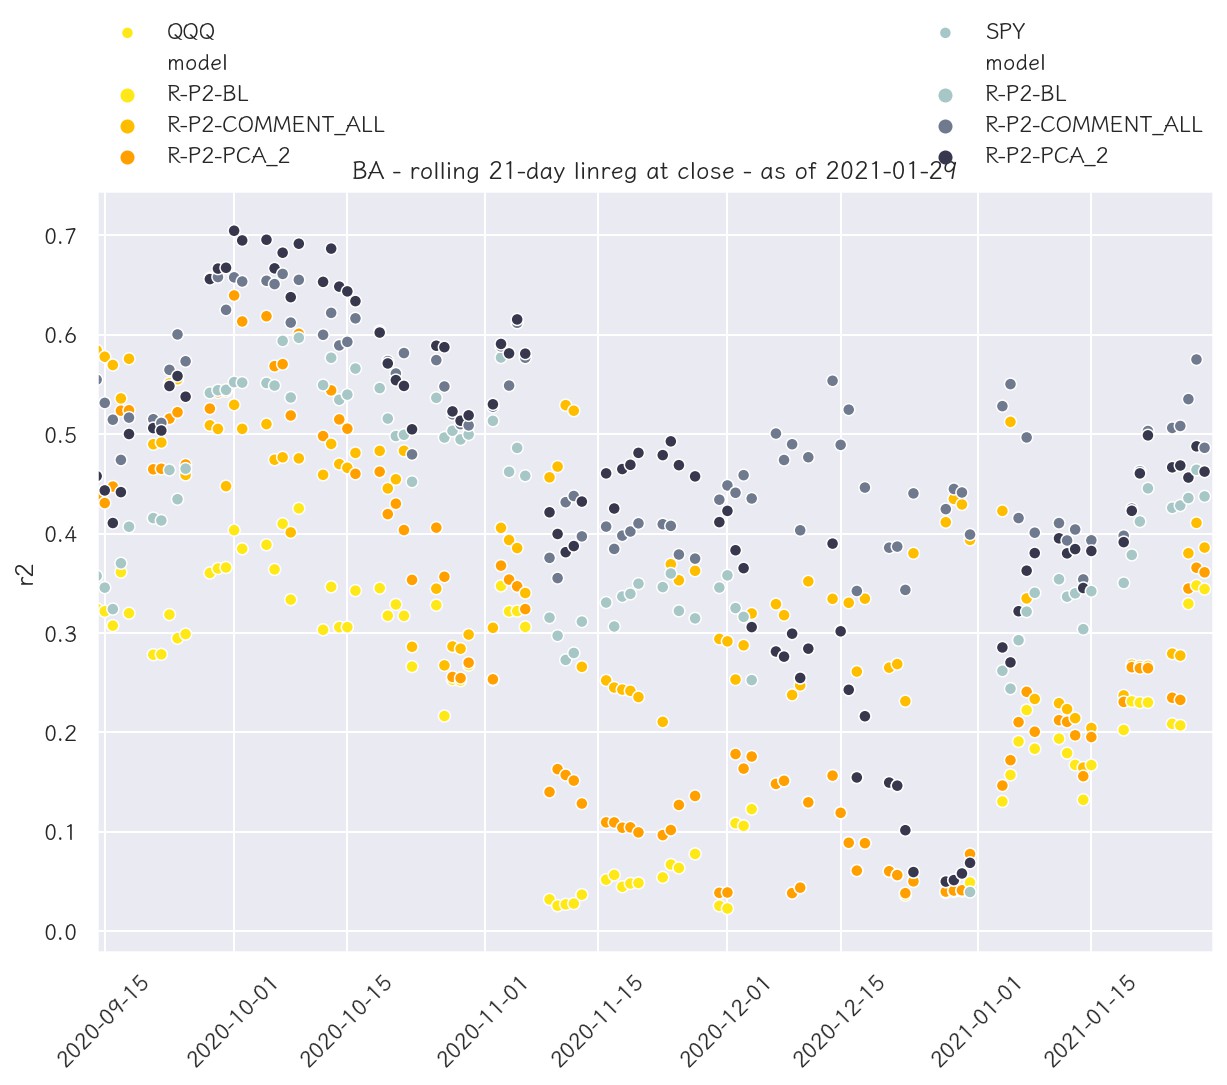 QQQ
model
R-P2-BL
R-P2-COMMENT_ALL
R-P2-PCA_2
SPY
model
R-P2-BL
R-P2-COMMENT_ALL
R-P2-PCA_2
BA - rolling 21-day linreg at close - as of 2021-01-29
r2
0.7
0.6
0.5
0.4
0.3
0.2
0.1
0.0
2020-09-15
2020-10-01
2020-10-15
2020-11-01
2020-11-15
2020-12-01
2020-12-15
2021-01-01
2021-01-15